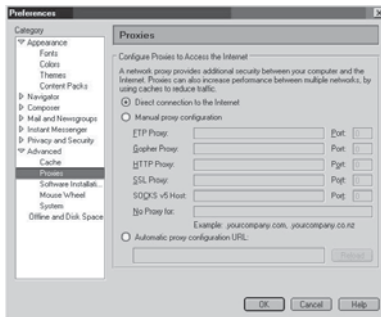 Preferences
Category
Appearance
Fonts
Colors
Themes
Content Packs
Navigator
Composer
Mail and Newsgroups
Instant Messenger
Privacy and Security
Advanced
Cache
Proxies
Software Installati...
Mouse Wheel
System
Offline and Disk Space
Proxies
Configure Proxies to Access the Internet
A network proxy provides additional security between your computer and the
Internet. Proxies can also increase performance between multiple networks, by
using caches to reduce traffic.
Direct connection to the Internet
Manual proxy configuration
FTP Proxy: Port: 0
Gopher Proxy: Port: 0
HTTP Proxy: Port: 0
SSL Proxy: Port: 0
SOCKS v5 Host: Port: 0
No Proxy for:
Example: .yourcompany.com, .yourcompany.co.nz
Automatic proxy configuration URL:
Reload
OK Cancel Help